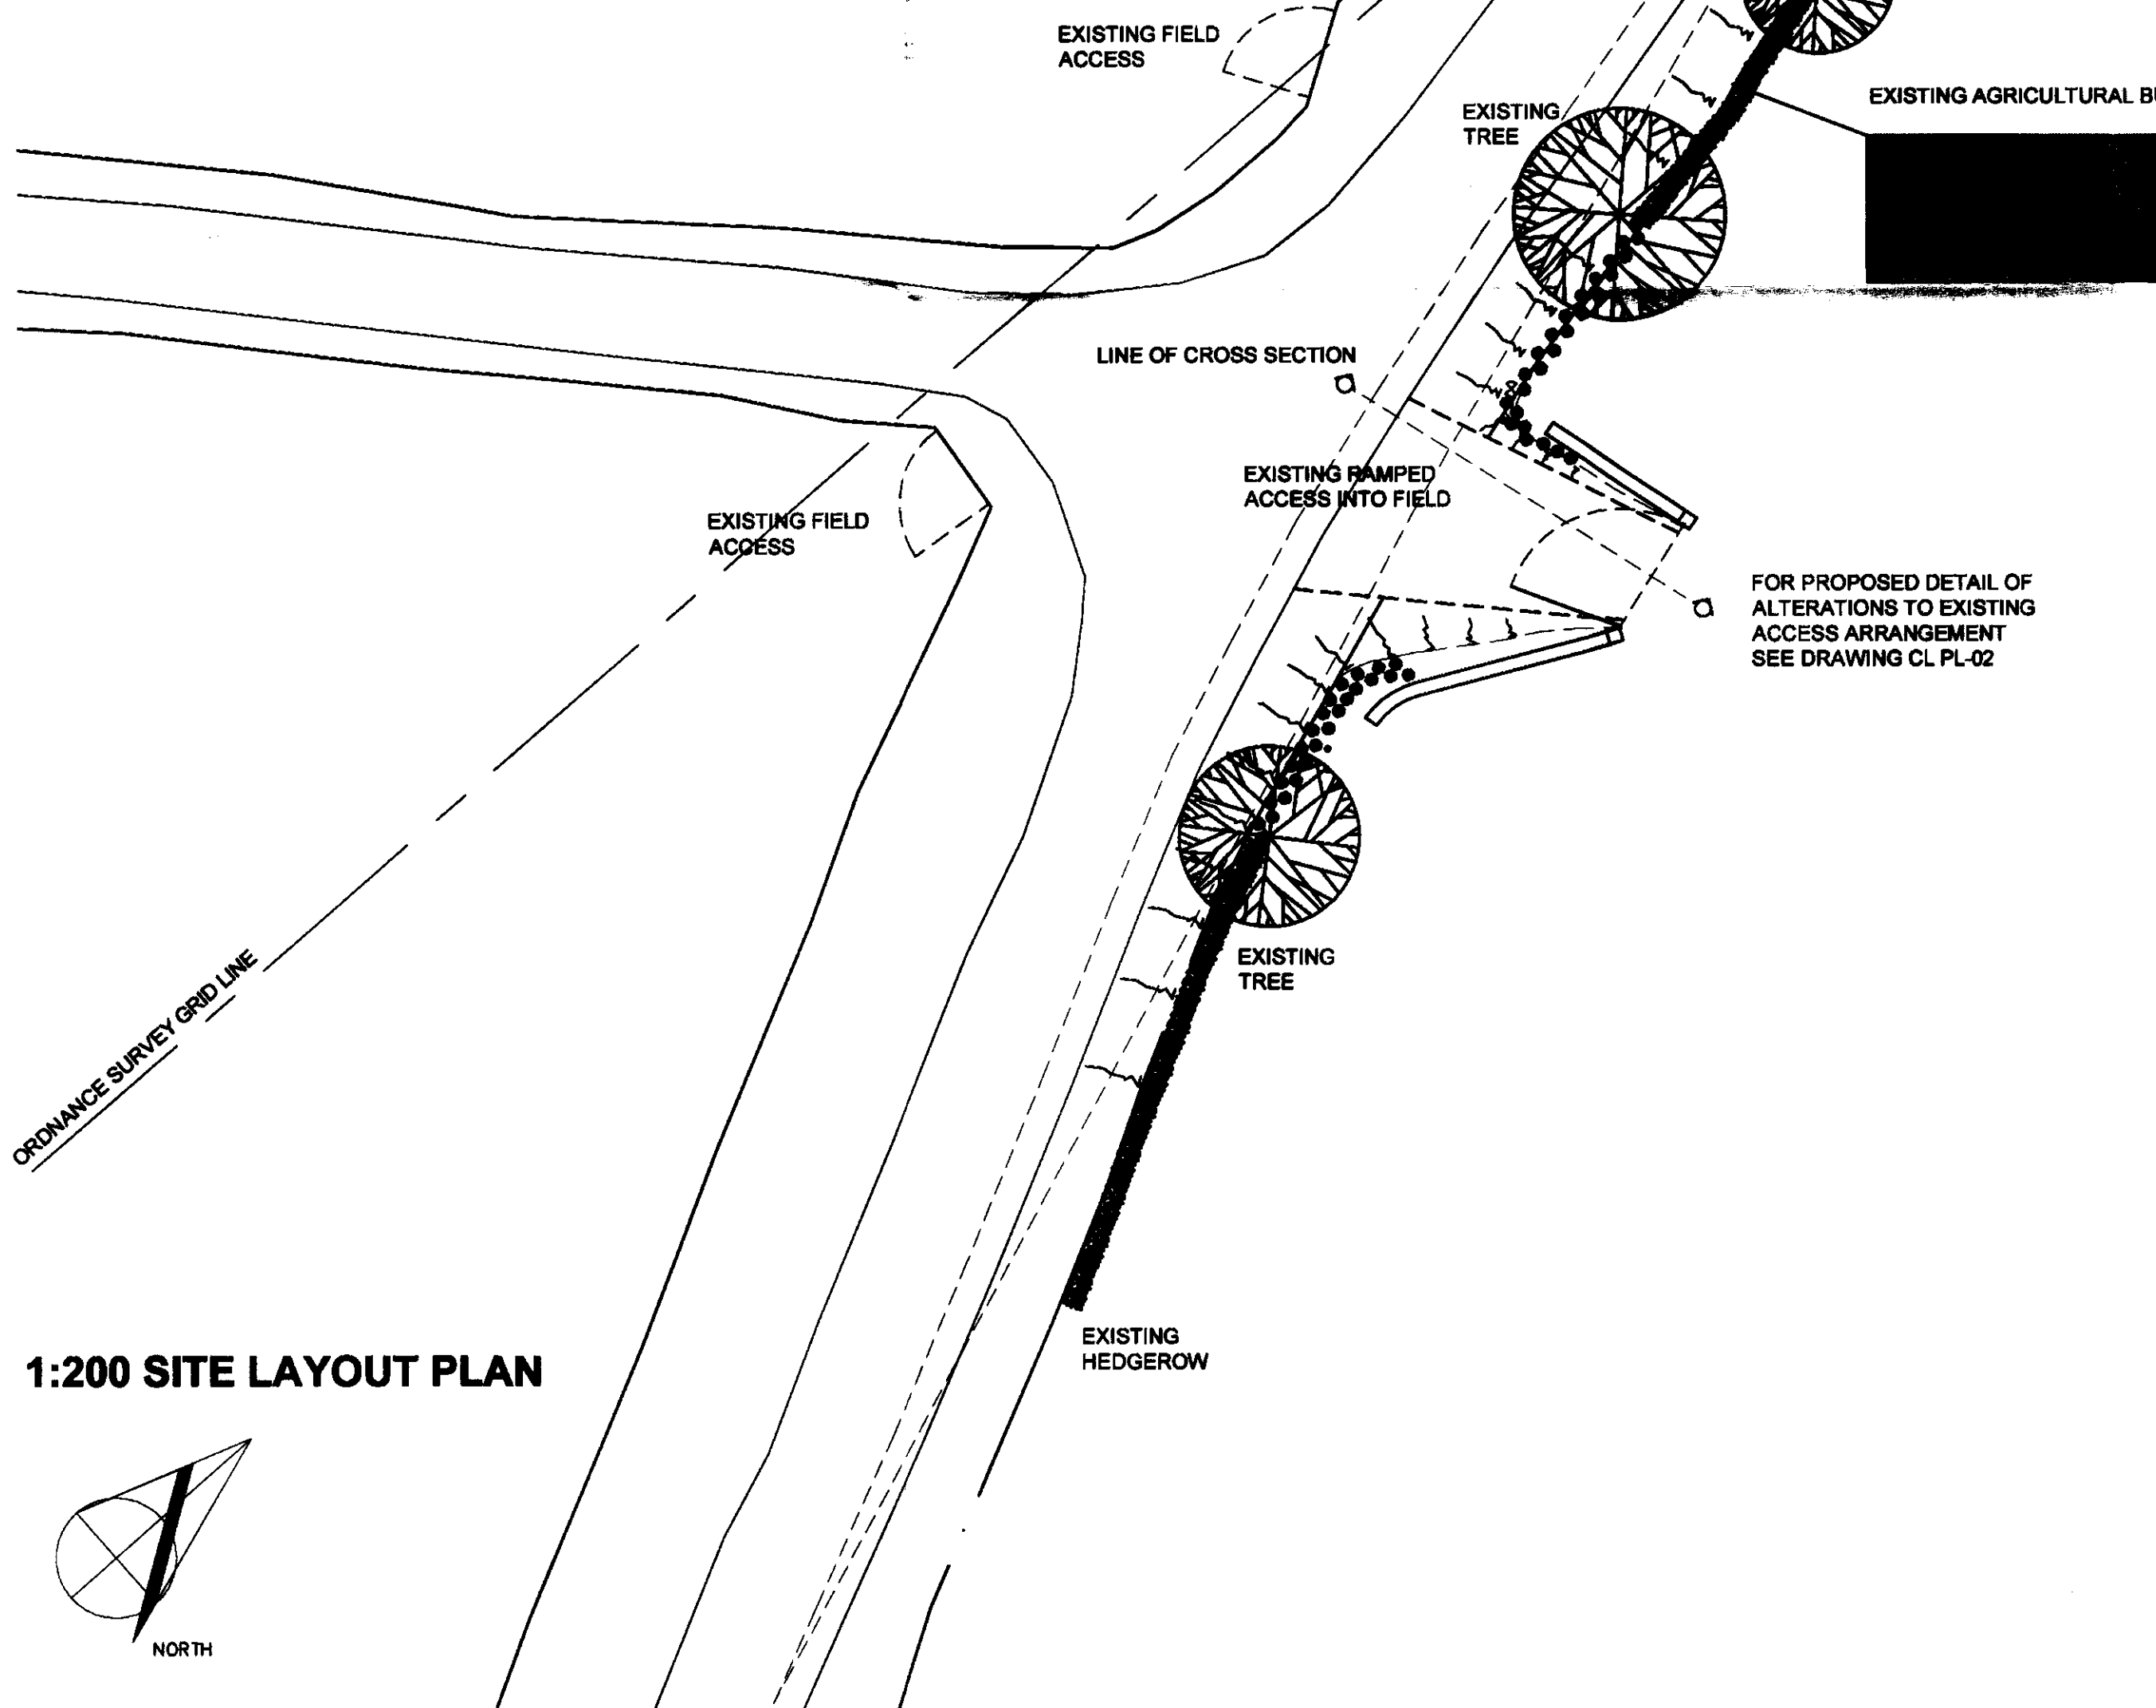 EXISTING FIELD
ACCESS
EXISTING AGRICULTURAL
EXISTING
TREE
LINE OF CROSS SECTION
EXISTING RAMPED
ACCESS INTO FIELD
EXISTING FIELD
ACCESS
FOR PROPOSED DETAIL OF
ALTERATIONS TO EXISTING
ACCESS ARRANGEMENT
SEE DRAWING CL PL-02
EXISTING
TREE
ORDNANCE SURVEY GRID LINE
EXISTING
HEDGEROW
1:200 SITE LAYOUT PLAN
NORTH